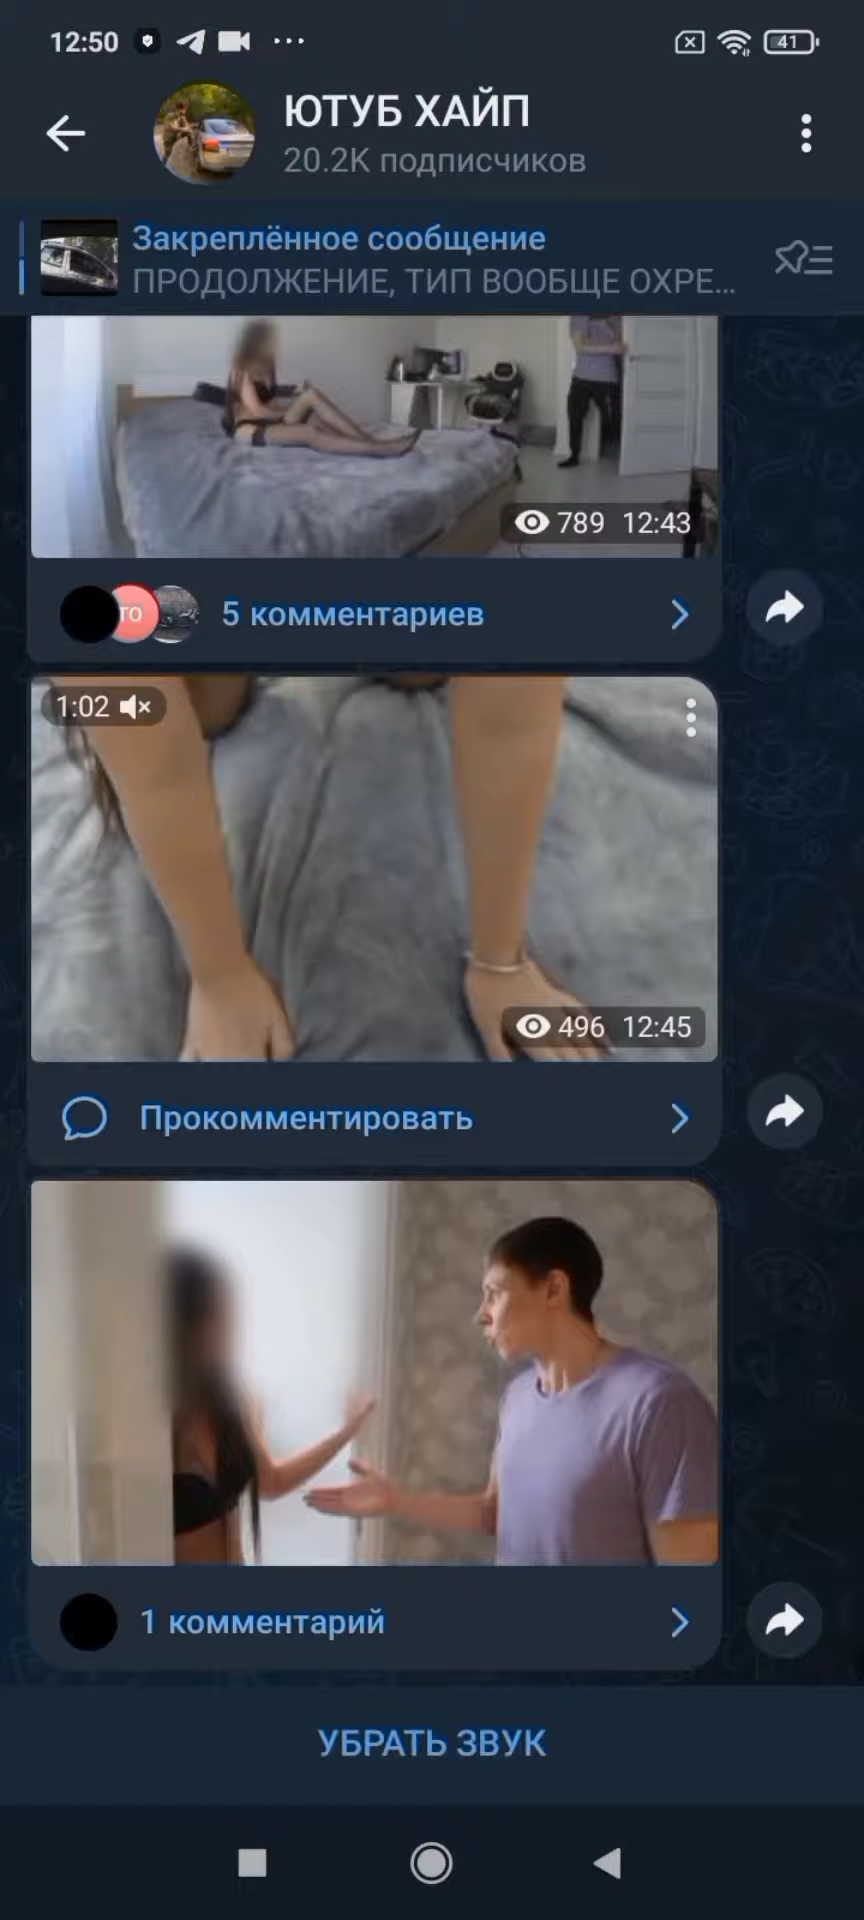 12:50
41
ЮТУБ ХАЙП
20.2K подписчиков
Закреплённое сообщение
ПРОДОЛЖЕНИЕ, ТИП ВООБЩЕ ОХРЕ...
789 12:43
ТО
5 комментариев
1:02
496 12:45
Прокомментировать
1 комментарий
УБРАТЬ ЗВУК